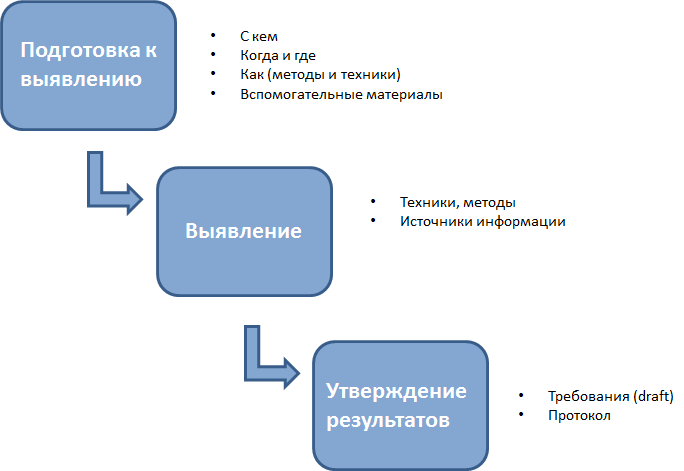 Подготовка к
выявлению
• С кем
• Когда и где
• Как (методы и техники)
• Вспомогательные материалы
Выявление
• Техники, методы
• Источники информации
Утверждение
результатов
• Требования (draft)
• Протокол